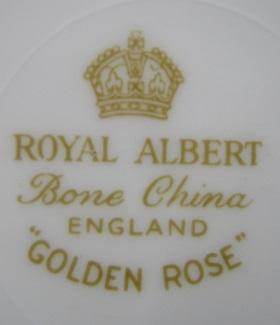 ROYAL ALBERT
Bone China
ENGLAND
"GOLDEN ROSE"